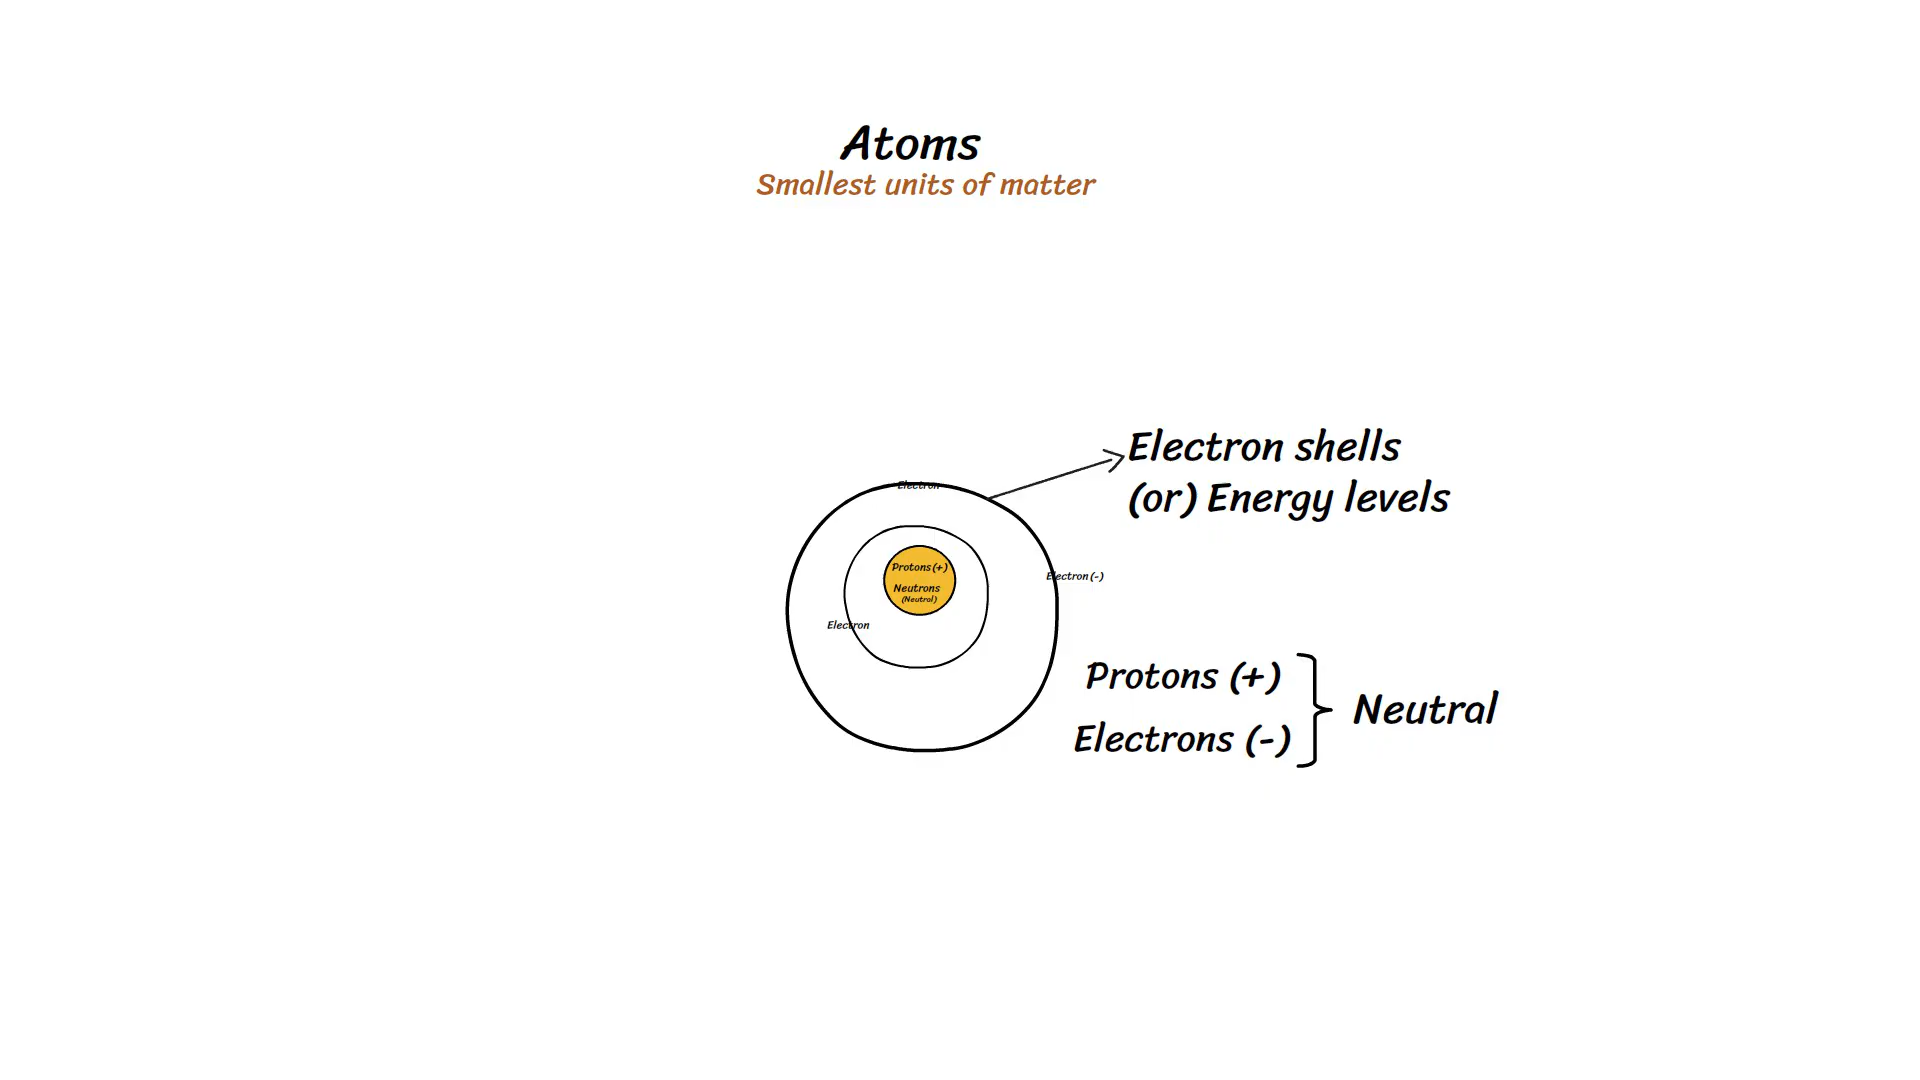 Atoms
Smallest units of matter
Electron shells
(or) Energy levels
Electron
Protons (+)
Neutrons
(Neutral)
Electron (-)
Electron
Protons (+)
Electrons (-)
Neutral